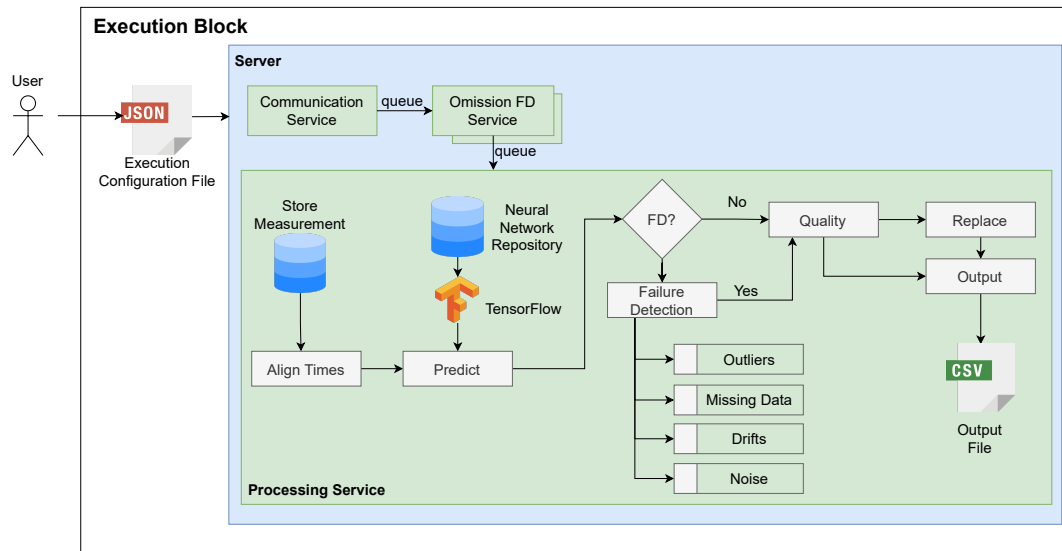 Execution Block
Server
User
JSON
Execution
Configuration File
Communication
Service
queue
Omission FD
Service
queue
Store
Measurement
Neural
Network
Repository
TensorFlow
Align Times
Predict
FD?
No
Yes
Failure
Detection
Quality
Replace
Output
Outliers
Missing Data
Drifts
Noise
CSV
Output
File
Processing Service